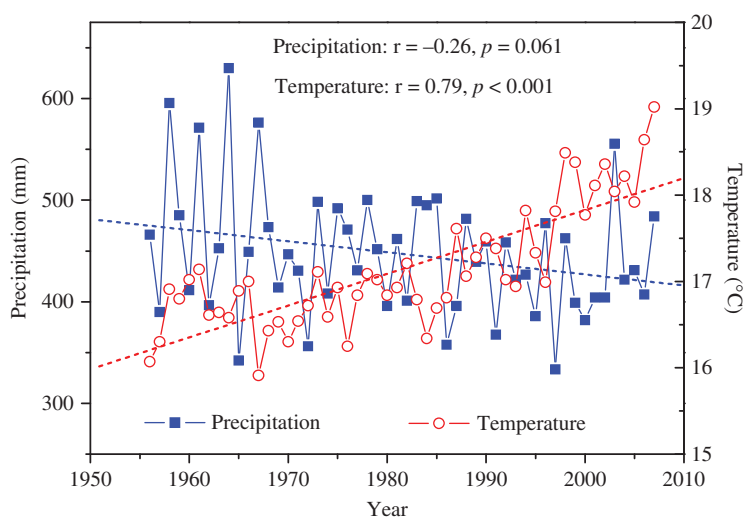 Precipitation: r = –0.26, p = 0.061
Temperature: r = 0.79, p < 0.001
Precipitation (mm)
600
500
400
300
Temperature (°C)
20
19
18
17
16
15
Precipitation
Temperature
1950
1960
1970
1980
1990
2000
2010
Year